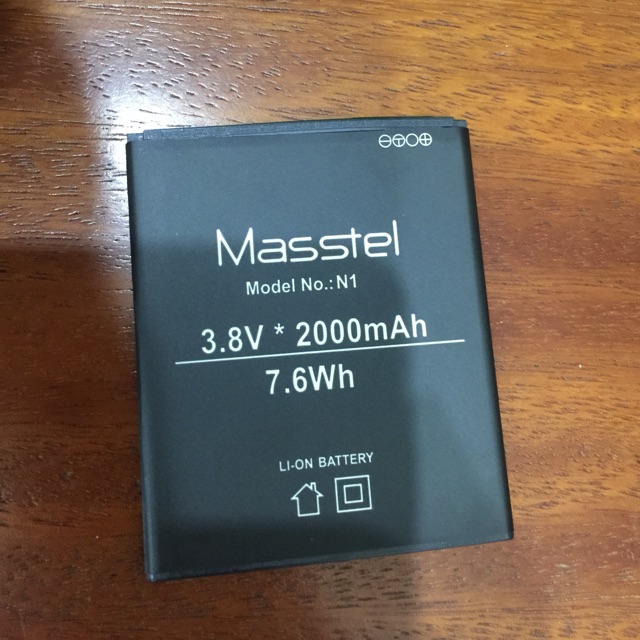 Masstel
Model No.:N1
3.8V * 2000mAh
7.6Wh
LI-ON BATTERY